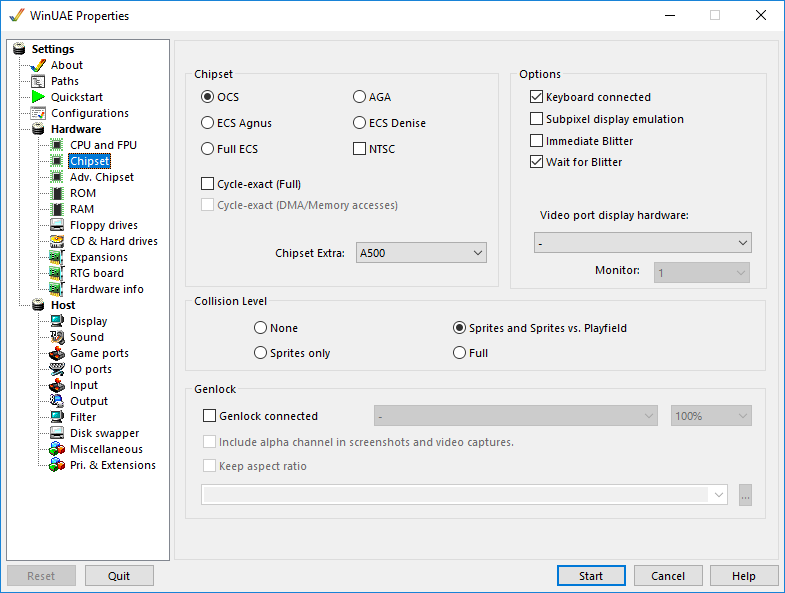 WinUAE Properties
Settings
About
Paths
Quickstart
Configurations
Hardware
CPU and FPU
Chipset
Adv. Chipset
ROM
RAM
Floppy drives
CD & Hard drives
Expansions
RTG board
Hardware info
Host
Display
Sound
Game ports
IO ports
Input
Output
Filter
Disk swapper
Miscellaneous
Pri. & Extensions
Chipset
OCS
AGA
ECS Agnus
ECS Denise
Full ECS
NTSC
Cycle-exact (Full)
Cycle-exact (DMA/Memory accesses)
Chipset Extra:
A500
Options
Keyboard connected
Subpixel display emulation
Immediate Blitter
Wait for Blitter
Video port display hardware:
-
Monitor:
1
Collision Level
None
Sprites and Sprites vs. Playfield
Sprites only
Full
Genlock
Genlock connected
-
100%
Include alpha channel in screenshots and video captures.
Keep aspect ratio
...
Reset
Quit
Start
Cancel
Help